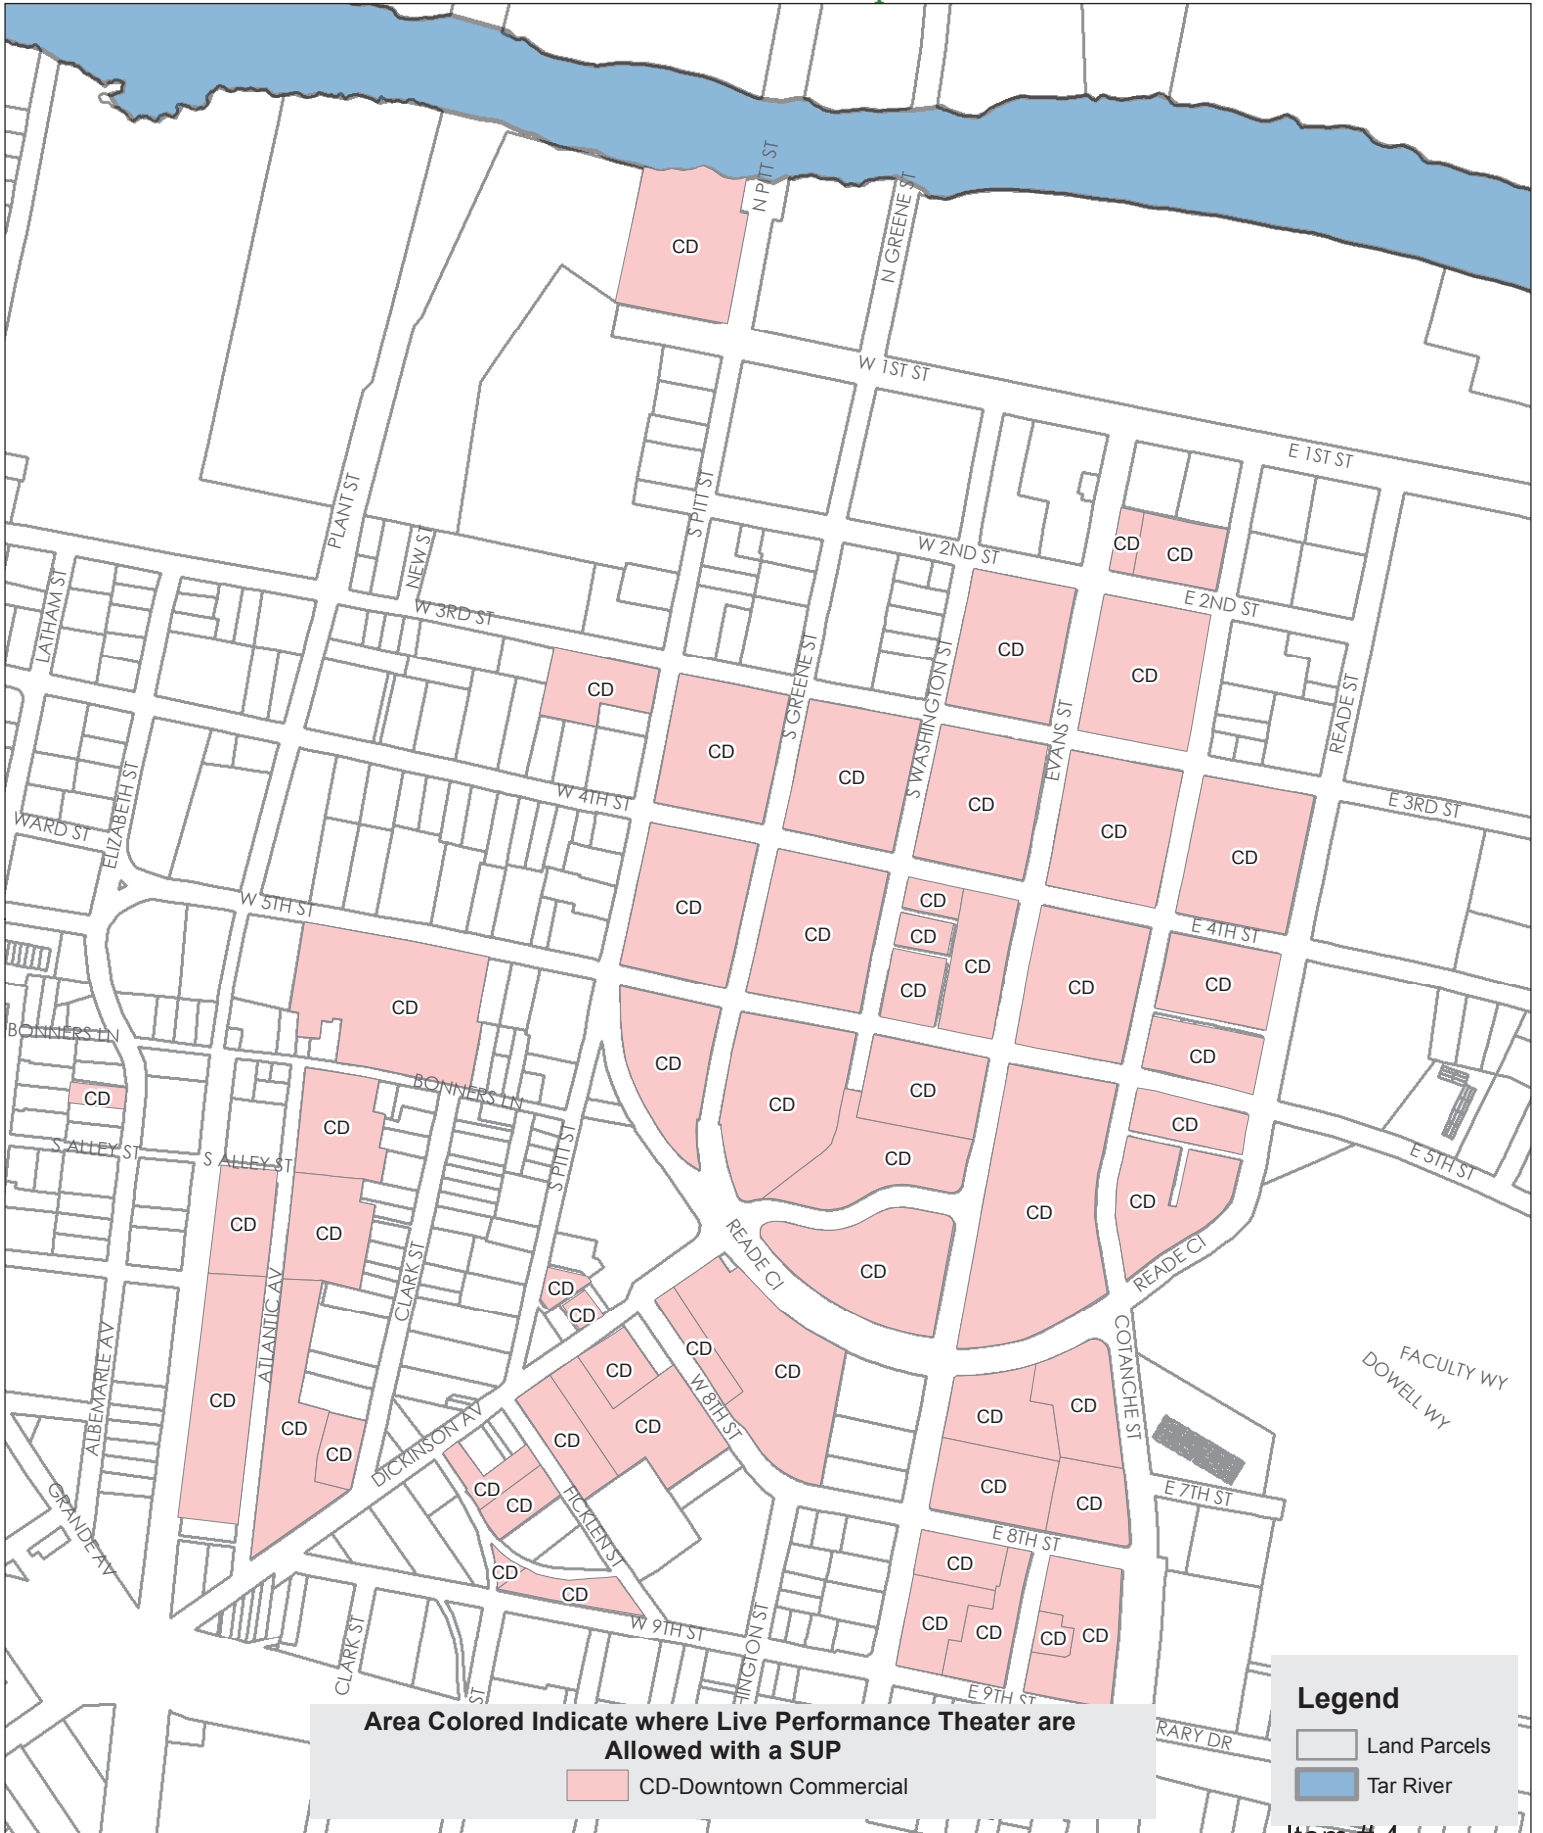 N PITT ST
N GREENE ST
CD
W 1ST ST
E 1ST ST
PLANT ST
S PITT ST
NEW ST
W 2ND ST
CD
CD
E 2ND ST
LATHAM ST
W 3RD ST
S GREENE ST
S WASHINGTON ST
CD
CD
CD
EVANS ST
READE ST
CD
CD
CD
CD
CD
E 3RD ST
ELIZABETH ST
W 4TH ST
WARD ST
W 5TH ST
CD
CD
CD
CD
CD
CD
CD
E 4TH ST
CD
CD
BONNERS LN
CD
CD
CD
BONNERS LN
CD
CD
CD
CD
CD
S ALLEY ST
S ALLEY ST
S PITT ST
CD
CD
E 5TH ST
CD
CD
CD
READE CI
CD
READE CI
ATLANTIC AV
CLARK ST
CD
CD
ALBEMARLE AV
CD
CD
CD
CD
COTANCHE ST
FACULTY WY
DOWELL WY
CD
CD
CD
W 8TH ST
CD
CD
CD
CD
DICKINSON AV
CD
CD
CD
CD
CD
FICKLEN ST
E 7TH ST
GRANDE AV
E 8TH ST
CD
CD
CD
W 9TH ST
CLARK ST
HINGTON ST
CD
CD
CD
CD
E 9TH ST
ST
RARY DR
Area Colored Indicate where Live Performance Theater are
Allowed with a SUP
CD-Downtown Commercial
Legend
Land Parcels
Tar River